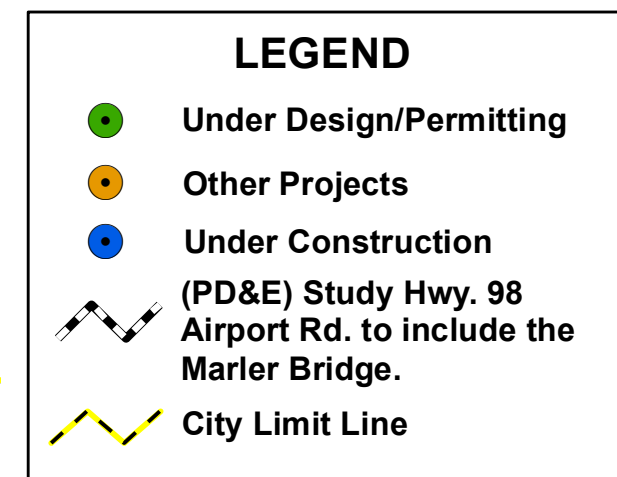 LEGEND
Under Design/Permitting
Other Projects
Under Construction
(PD&E) Study Hwy. 98
Airport Rd. to include the
Marler Bridge.
City Limit Line